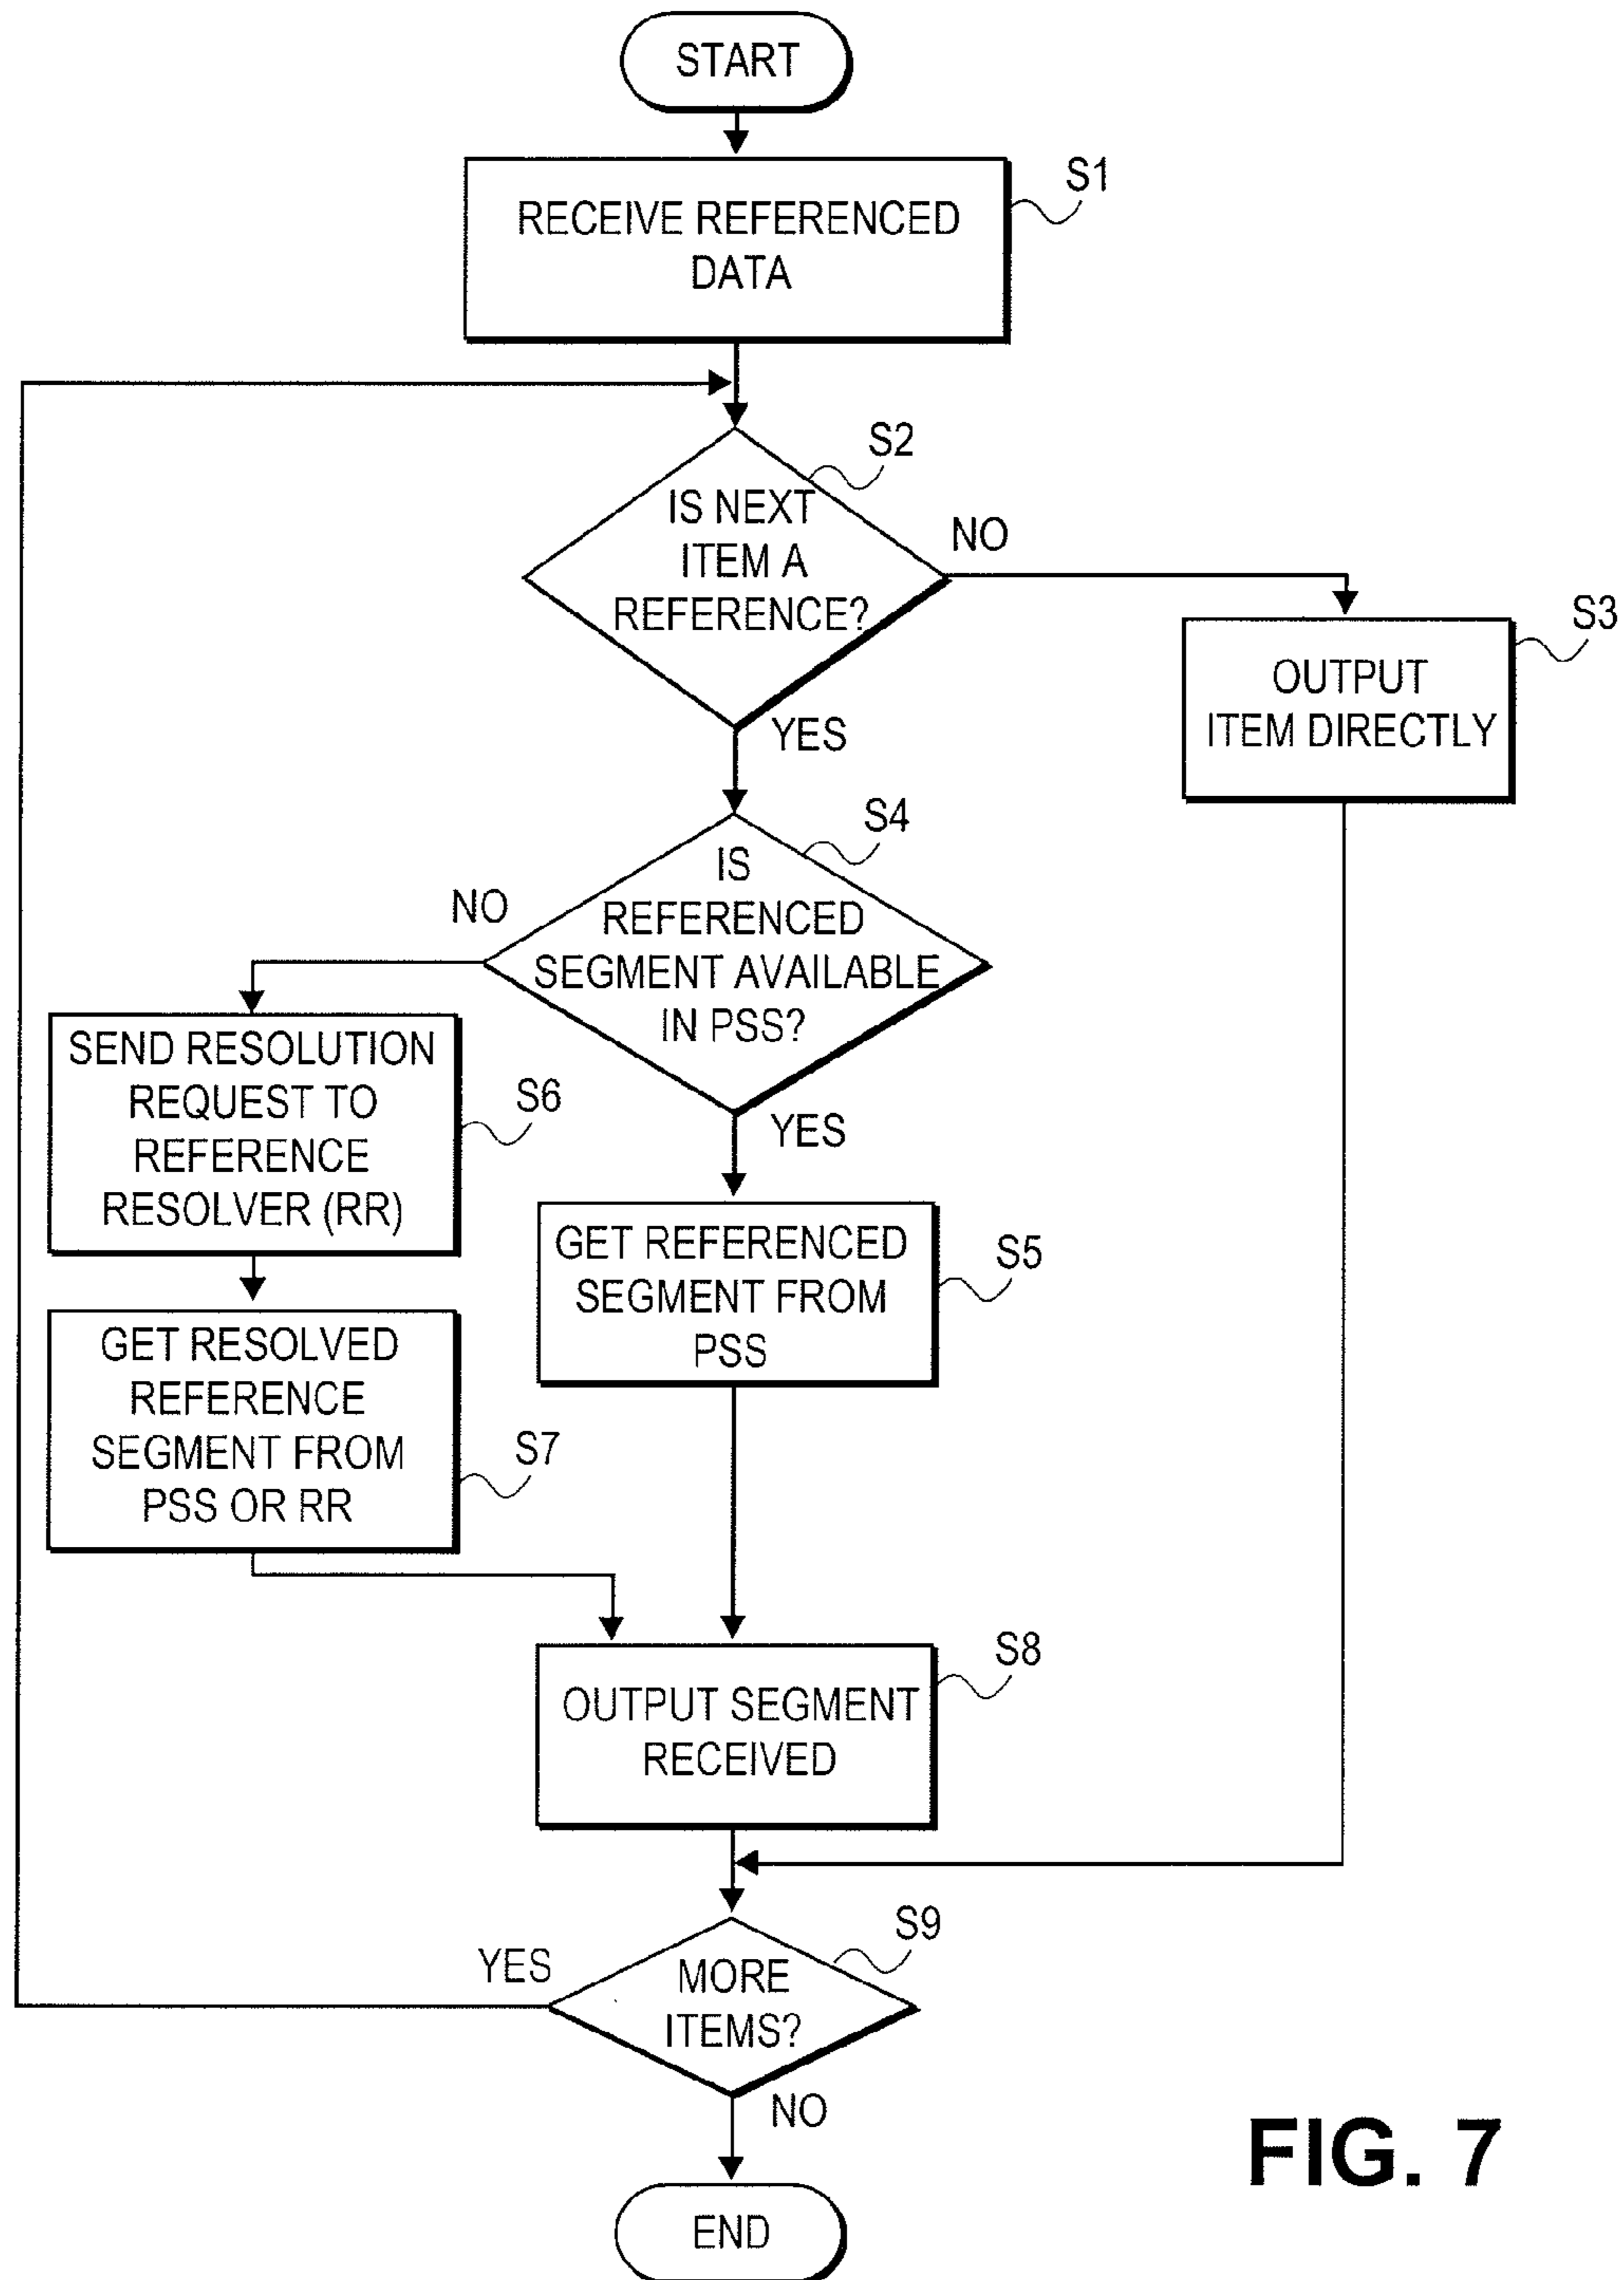 START
S1
RECEIVE REFERENCED
DATA
S2
IS NEXT
ITEM A
REFERENCE?
NO
YES
S3
OUTPUT
ITEM DIRECTLY
S4
IS
REFERENCED
SEGMENT AVAILABLE
IN PSS?
NO
YES
SEND RESOLUTION
REQUEST TO
REFERENCE
RESOLVER (RR)
S6
GET REFERENCED
SEGMENT FROM
PSS
S5
GET RESOLVED
REFERENCE
SEGMENT FROM
PSS OR RR
S7
S8
OUTPUT SEGMENT
RECEIVED
S9
YES
MORE
ITEMS?
NO
END
FIG. 7